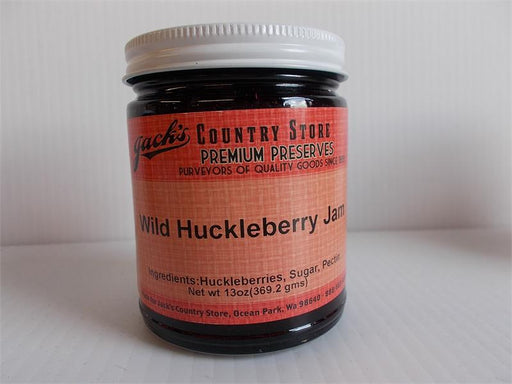 Jack's COUNTRY STORE
PREMIUM PRESERVES
PURVEYORS OF QUALITY GOODS SINCE
Wild Huckleberry Jam
Ingredients:Huckleberries, Sugar, Pectin
Net wt 13oz(369.2 gms)
for Jack's Country Store, Ocean Park, Wa 98640